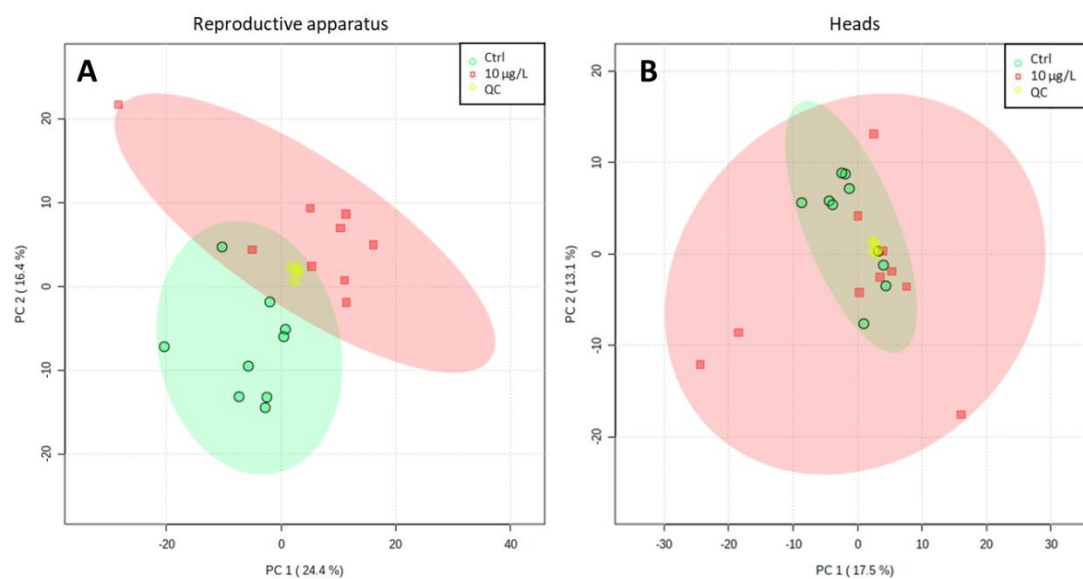 Reproductive apparatus
A
Ctrl
10 µg/L
QC
20
10
0
-10
-20
PC 2 ( 16.4 %)
-20
0
20
40
PC 1 ( 24.4 %)
Heads
B
Ctrl
10 µg/L
QC
20
10
0
-10
-20
PC 2 ( 13.1 %)
-30
-20
-10
0
10
20
30
PC 1 ( 17.5 %)